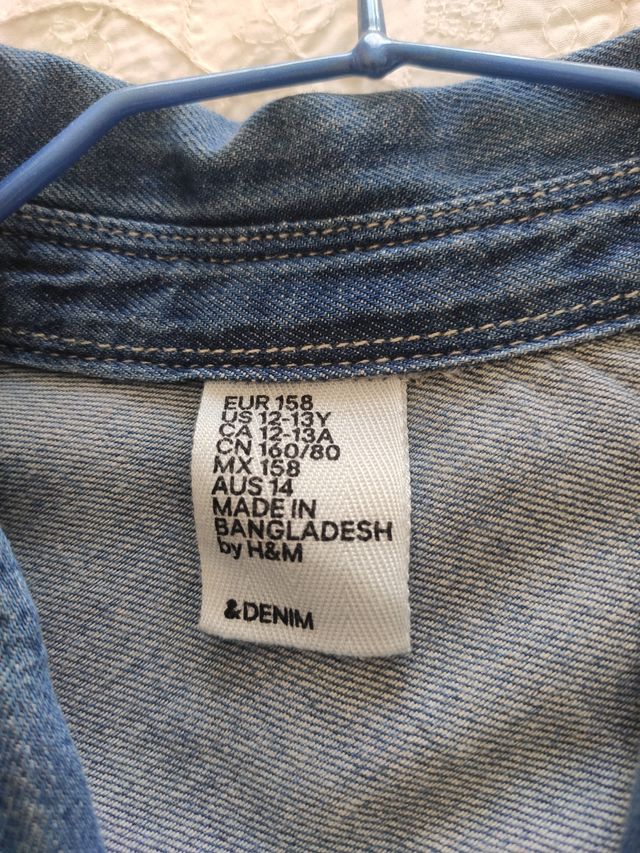 EUR 158
US 12-13Y
CA 12-13A
CN 160/80
MX 158
AUS 14
MADE IN
BANGLADESH
by H&M
&DENIM